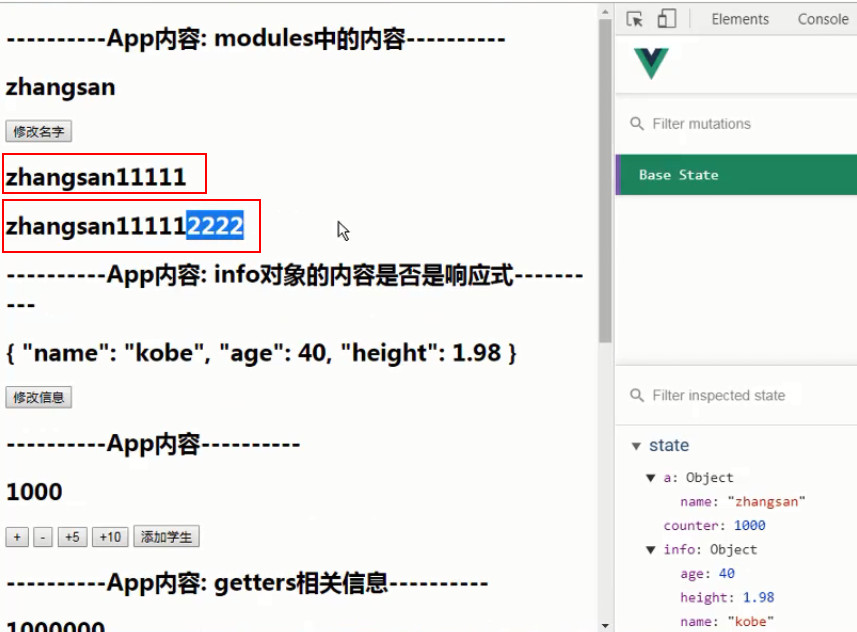 ----------App内容: modules中的内容----------
zhangsan
修改名字
zhangsan11111
zhangsan111112222
----------App内容: info对象的内容是否是响应式-------
---
{ "name": "kobe", "age": 40, "height": 1.98 }
修改信息
----------App内容----------
1000
+ - +5 +10 添加学生
----------App内容: getters相关信息----------
1000000
Elements Console
Filter mutations
Base State
Filter inspected state
state
a: Object
name: "zhangsan"
counter: 1000
info: Object
age: 40
height: 1.98
name: "kobe"